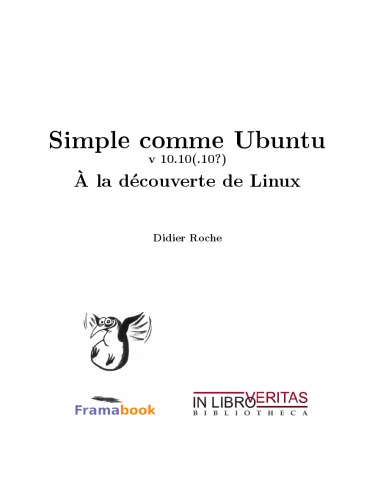 Simple comme Ubuntu
v 10.10(.10?)
À la découverte de Linux
Didier Roche
Framabook
IN LIBRO VERITAS
BIBLIOTHECA